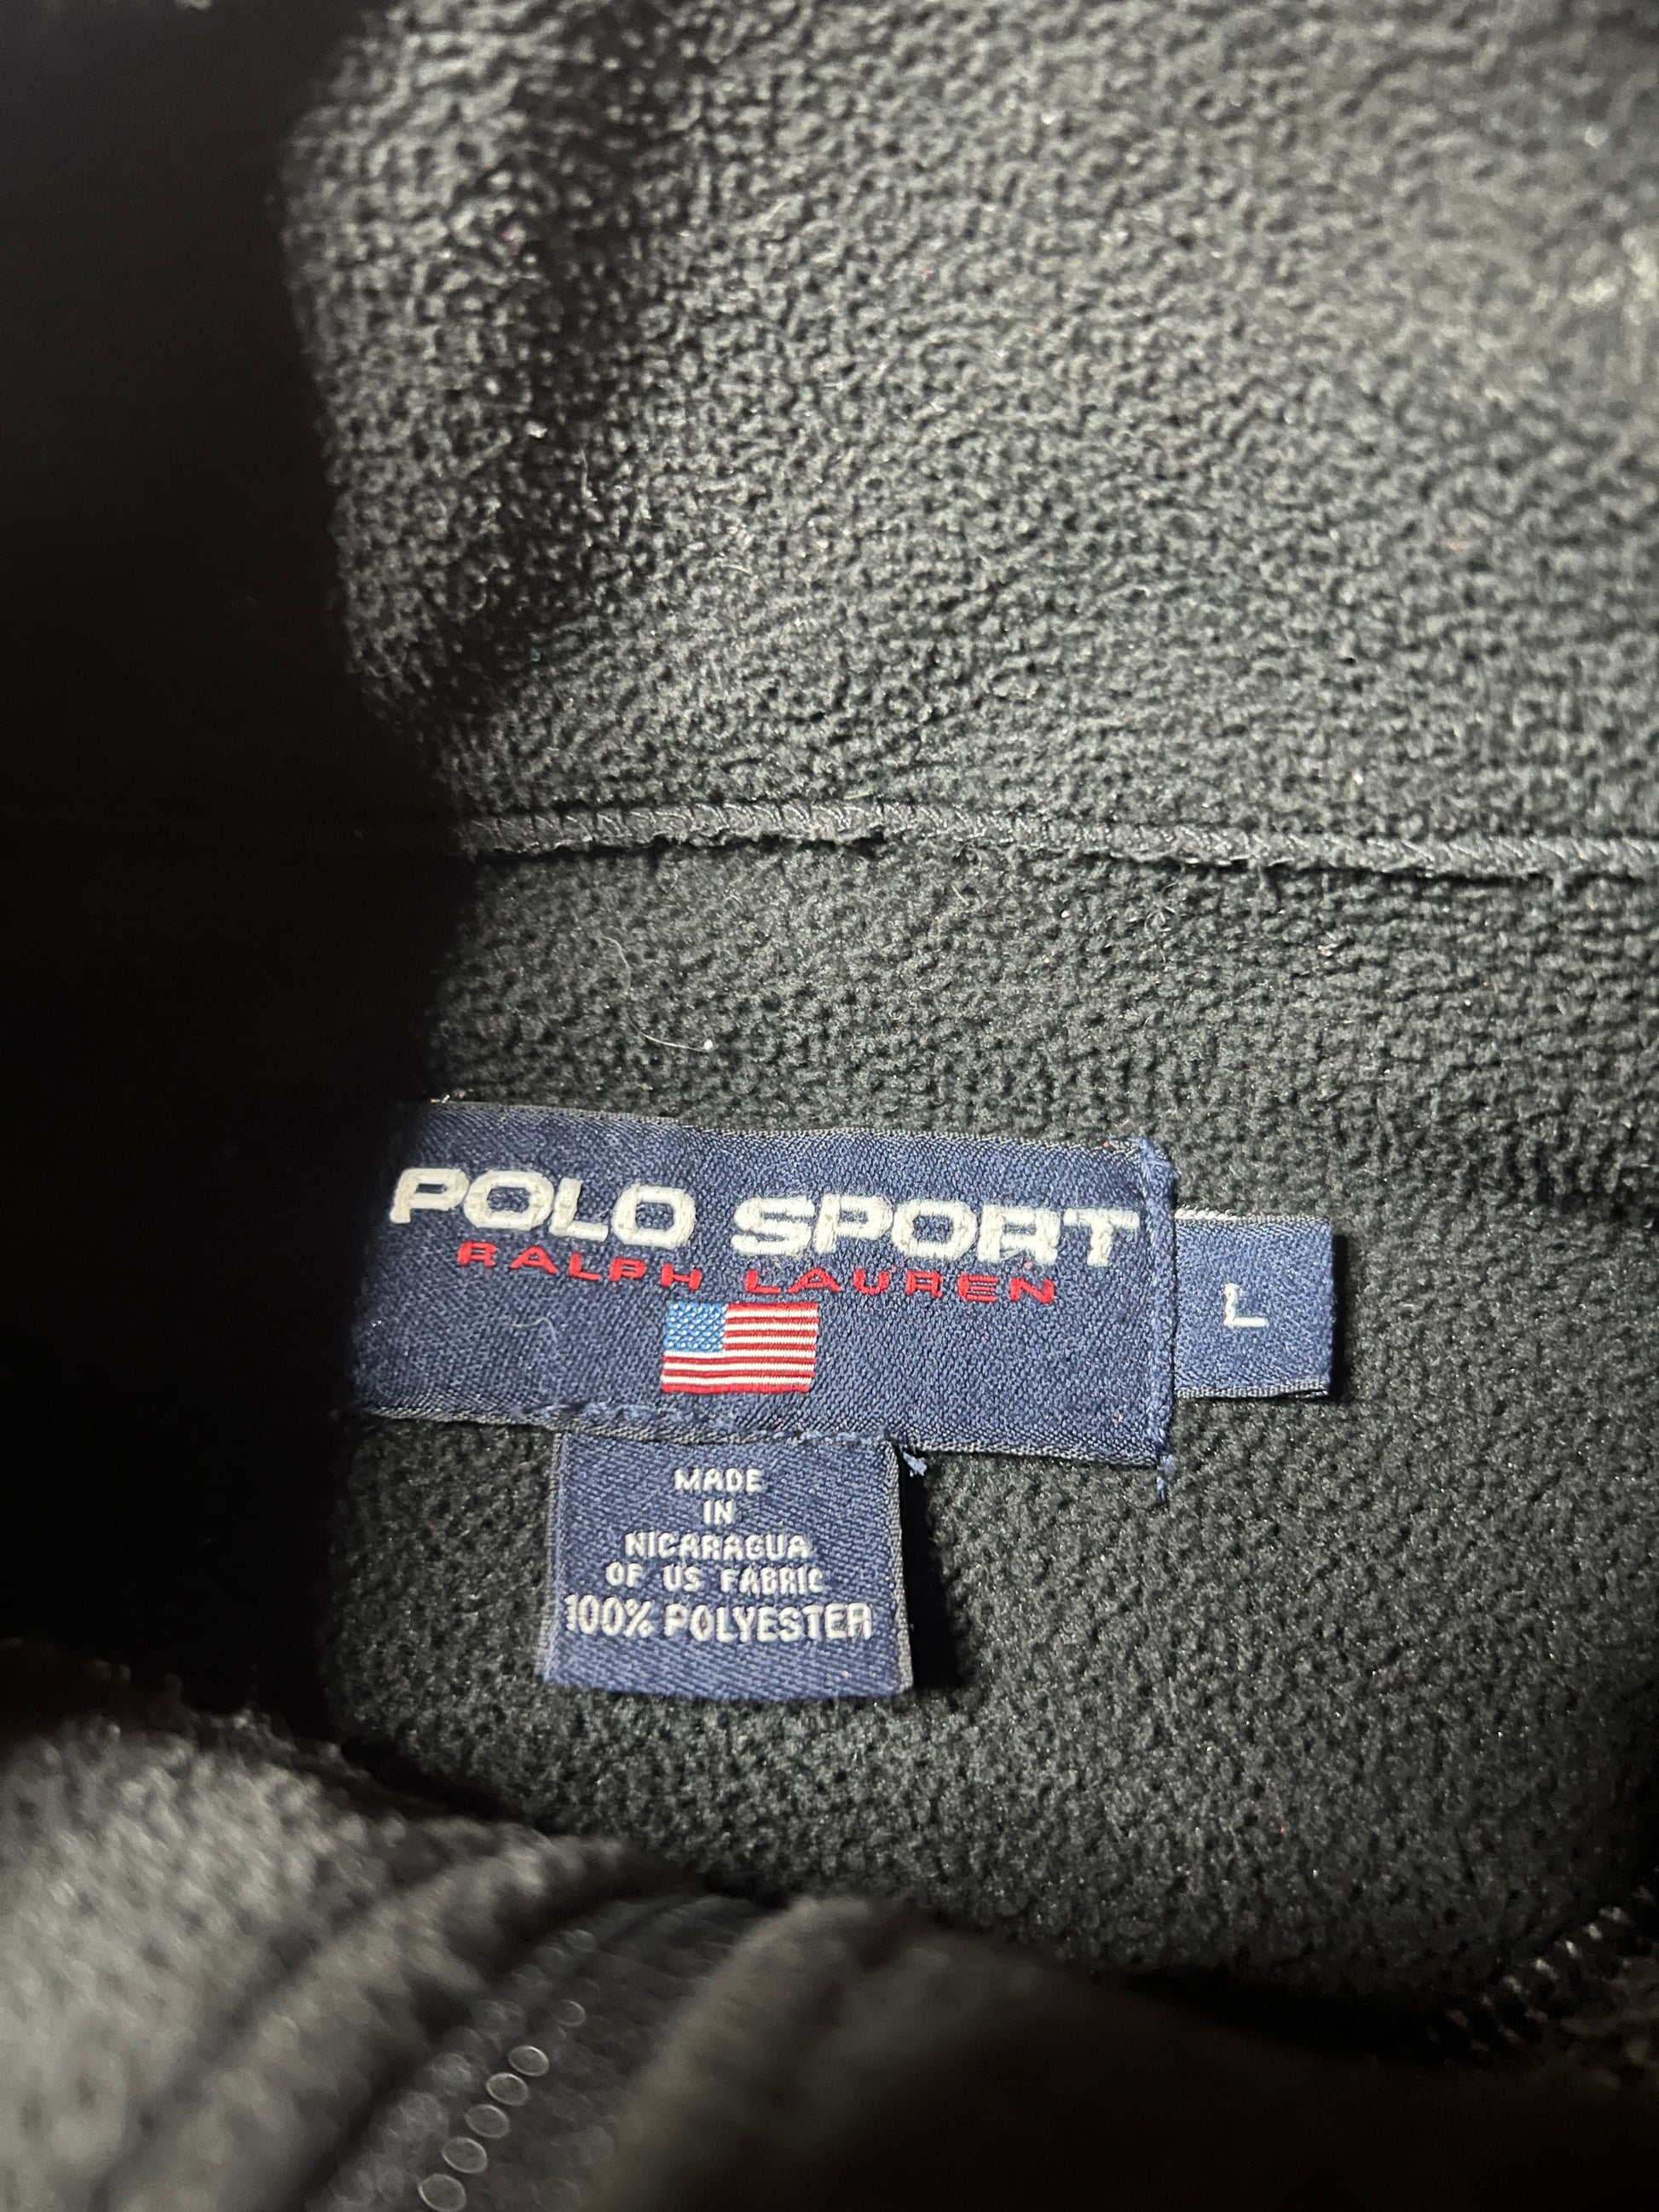 POLO SPORT
RALPH LAUREN
L
MADE
IN
NICARAGUA
OF US FABRIC
100% POLYESTER